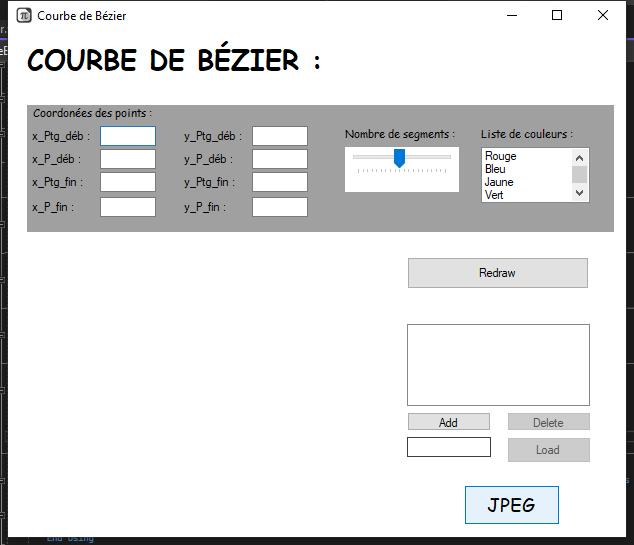 Courbe de Bézier
COURBE DE BÉZIER :
Coordonées des points :
x_Ptg_déb :
y_Ptg_déb :
Nombre de segments :
Liste de couleurs :
x_P_déb :
y_P_déb :
x_Ptg_fin :
y_Ptg_fin :
x_P_fin :
y_P_fin :
Rouge
Bleu
Jaune
Vert
Redraw
Add
Delete
Load
JPEG
End Using